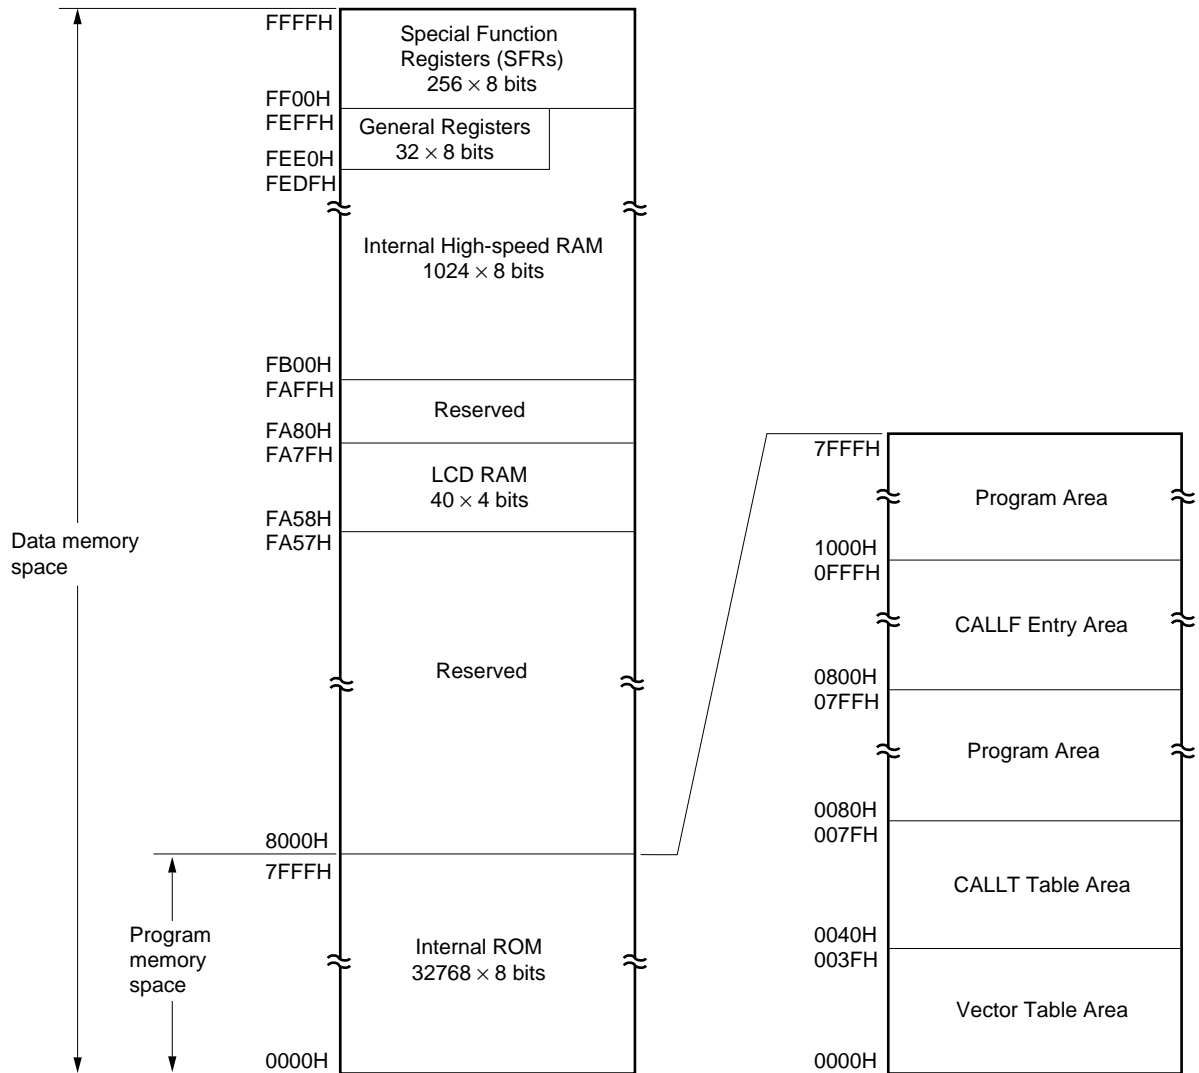 FFFFH
Special Function
Registers (SFRs)
256 × 8 bits
FF00H
FEFFH
General Registers
32 × 8 bits
FEE0H
FEDFH
Internal High-speed RAM
1024 × 8 bits
FB00H
FAFFH
Reserved
FA80H
FA7FH
LCD RAM
40 × 4 bits
FA58H
FA57H
Data memory
space
Reserved
8000H
7FFFH
Program
memory
space
Internal ROM
32768 × 8 bits
0000H
7FFFH
Program Area
1000H
0FFFH
CALLF Entry Area
0800H
07FFH
Program Area
0080H
007FH
CALLT Table Area
0040H
003FH
Vector Table Area
0000H